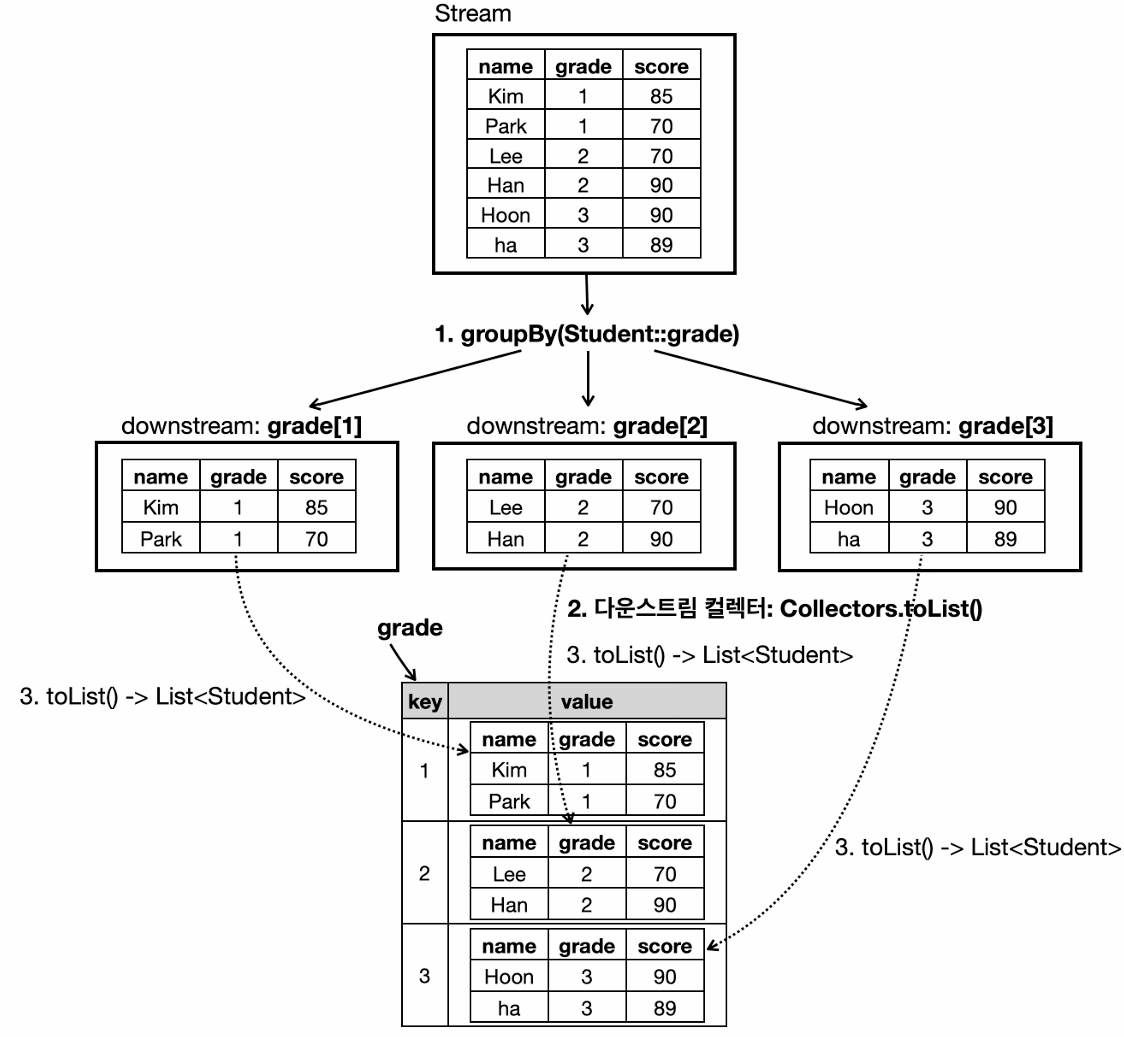 Stream
name grade score
Kim 1 85
Park 1 70
Lee 2 70
Han 2 90
Hoon 3 90
ha 3 89
1. groupBy(Student::grade)
downstream: grade[1]
name grade score
Kim 1 85
Park 1 70
downstream: grade[2]
name grade score
Lee 2 70
Han 2 90
downstream: grade[3]
name grade score
Hoon 3 90
ha 3 89
2. 다운스트림 컬렉터: Collectors.toList()
grade
3. toList() -> List<Student>
3. toList() -> List<Student>
key value
1
name grade score
Kim 1 85
Park 1 70
2
name grade score
Lee 2 70
Han 2 90
3. toList() -> List<Student>
3
name grade score
Hoon 3 90
ha 3 89